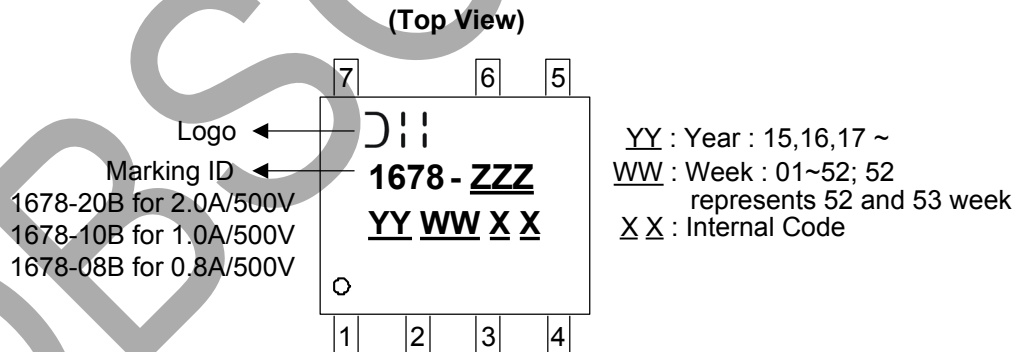 (Top View)
7 6 5
Logo
Marking ID
1678-20B for 2.0A/500V
1678-10B for 1.0A/500V
1678-08B for 0.8A/500V
1678 - ZZZ
YY WW X X
YY : Year : 15,16,17 ~
WW : Week : 01~52; 52
represents 52 and 53 week
X X : Internal Code
1 2 3 4